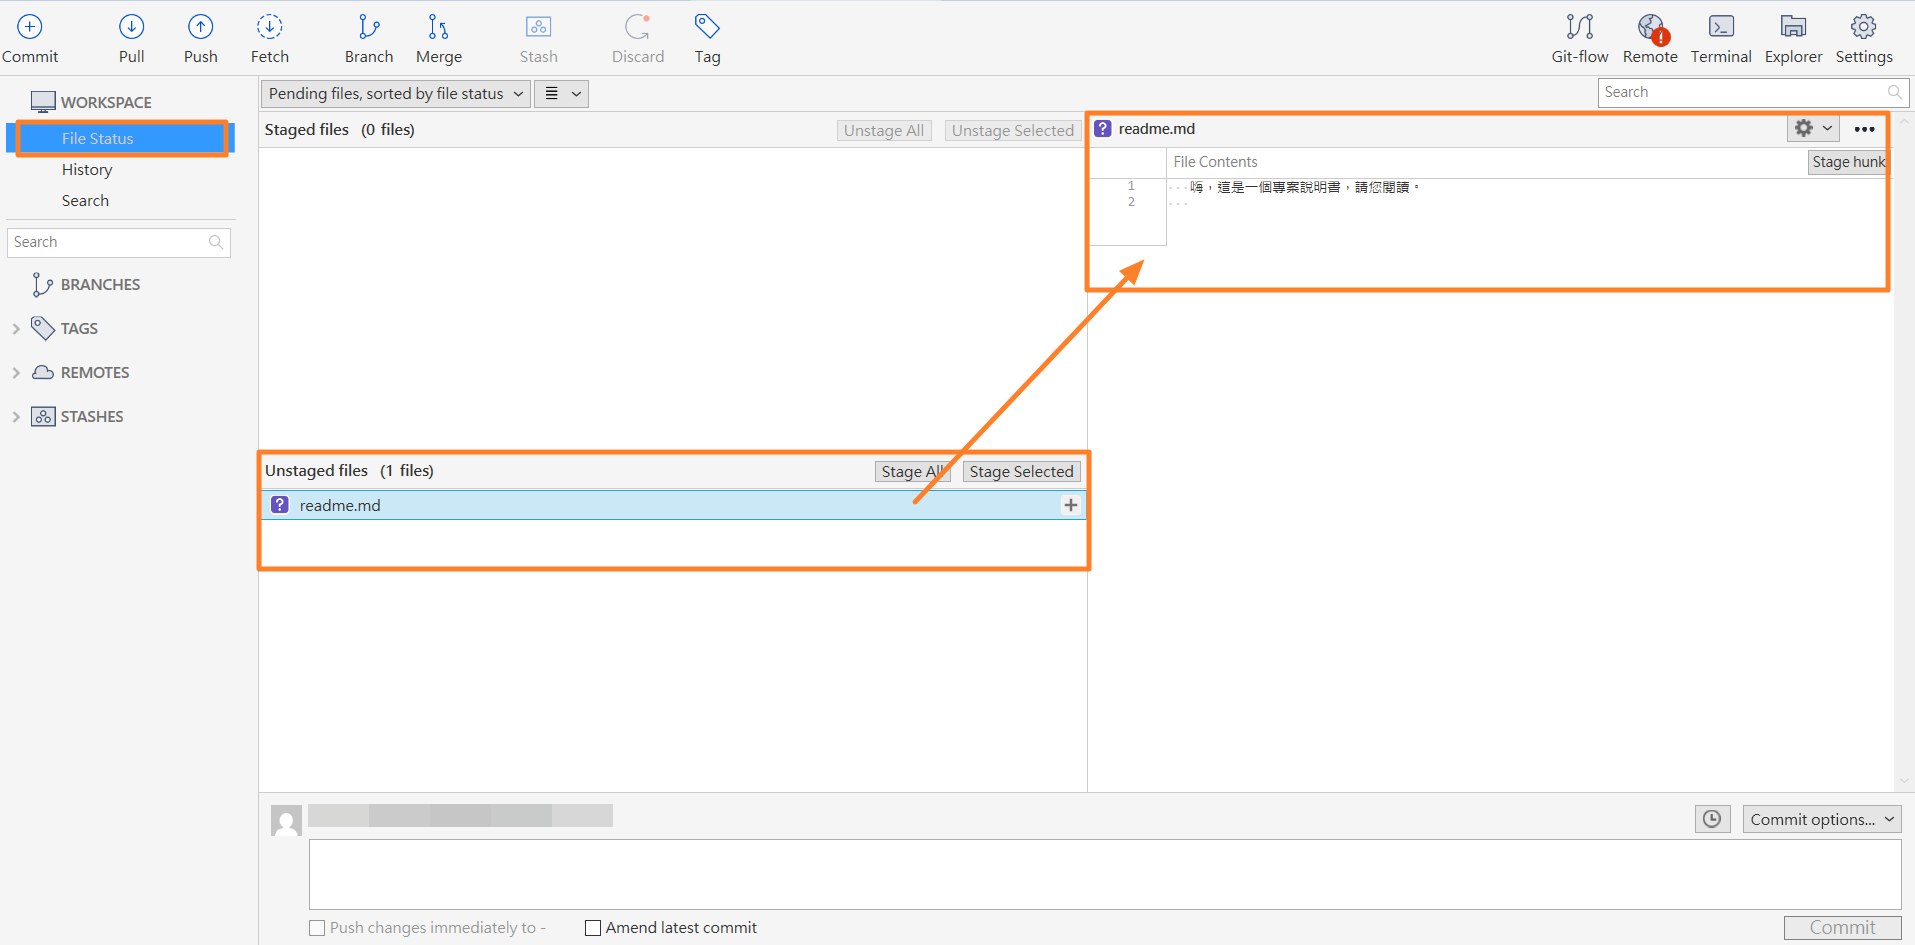 Commit Pull Push Fetch Branch Merge Stash Discard Tag Git-flow Remote Terminal Explorer Settings
WORKSPACE
File Status
History
Search
Search
BRANCHES
TAGS
REMOTES
STASHES
Pending files, sorted by file status
Search
Staged files (0 files) Unstage All Unstage Selected
Unstaged files (1 files) Stage All Stage Selected
readme.md
readme.md
File Contents Stage hunk
1 嗨，這是一個專案說明書，請您閱讀。
2
Commit options...
Push changes immediately to - Amend latest commit Commit